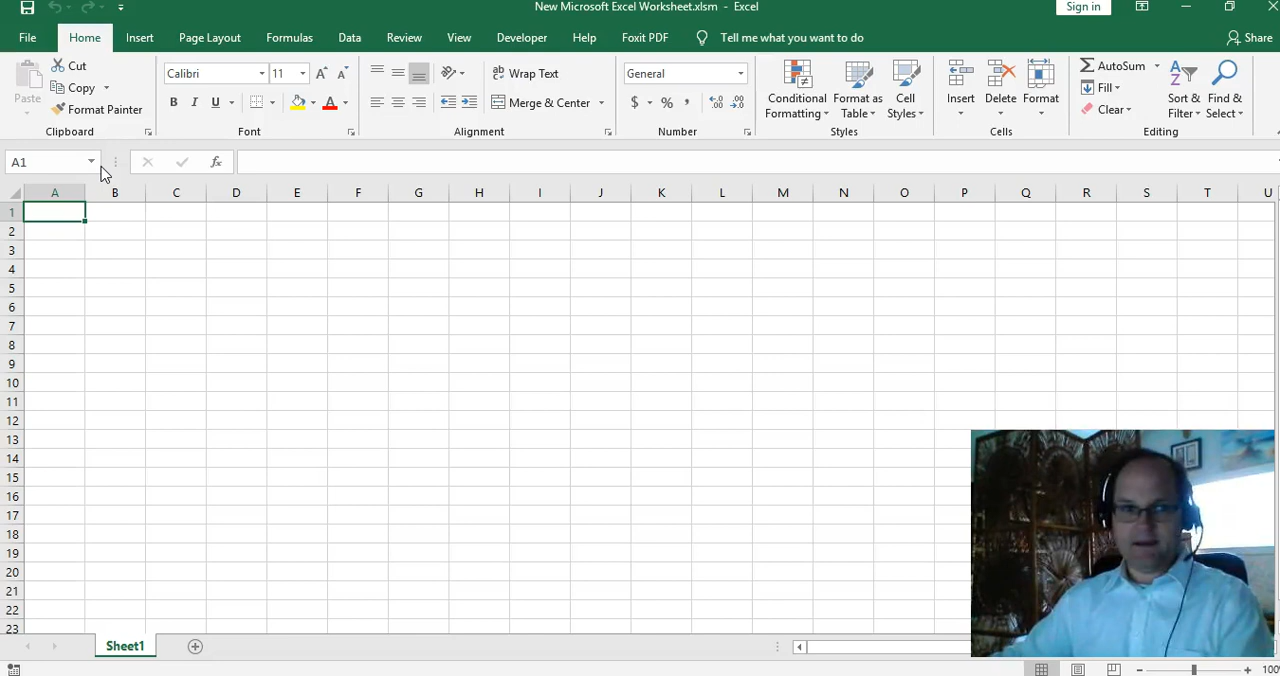 New Microsoft Excel Worksheet.xlsm - Excel
Sign in
File Home Insert Page Layout Formulas Data Review View Developer Help Foxit PDF Tell me what you want to do Share
Paste
Cut
Copy
Format Painter
Clipboard
Calibri 11
B I U
Font
Wrap Text
Merge & Center
Alignment
General
$ % ,
Number
Conditional Formatting
Format as Table
Cell Styles
Styles
Insert
Delete
Format
Cells
AutoSum
Fill
Clear
Sort & Filter
Find & Select
Editing
A1 fx
A B C D E F G H I J K L M N O P Q R S T U
1
2
3
4
5
6
7
8
9
10
11
12
13
14
15
16
17
18
19
20
21
22
23
Sheet1
100